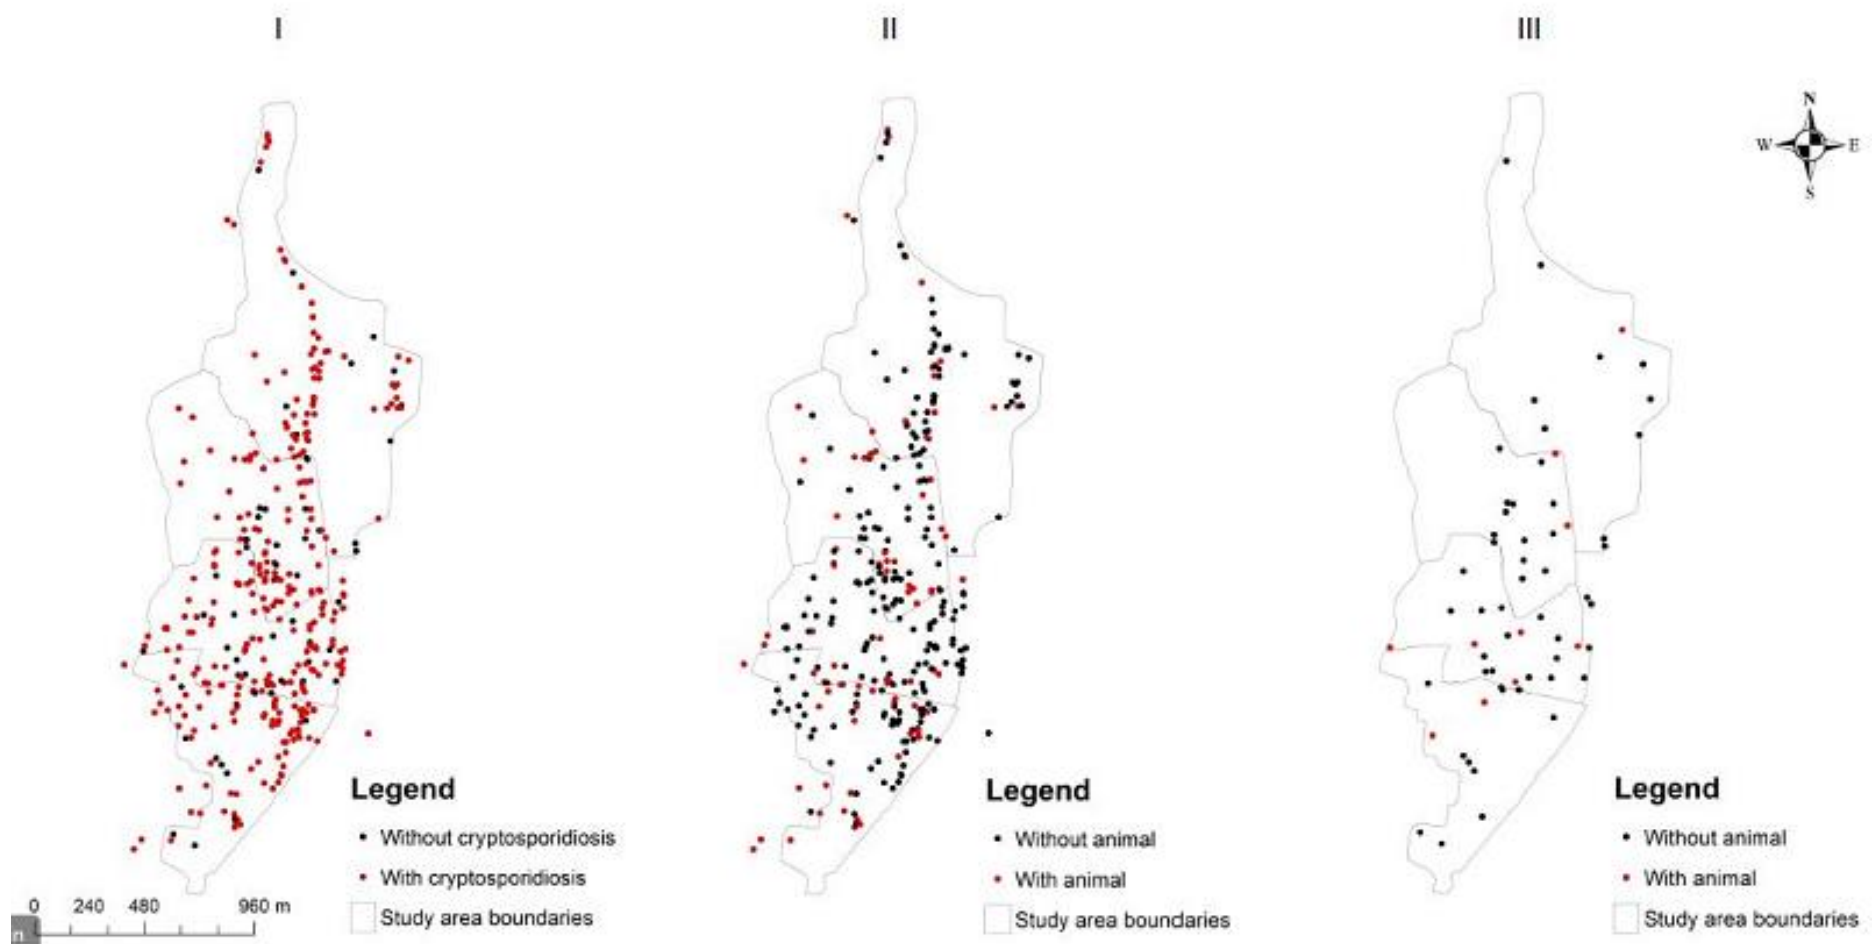 I II III
N
W E
S
Legend
Without cryptosporidiosis
With cryptosporidiosis
Study area boundaries
0 240 480 960 m
n
Legend
Without animal
With animal
Study area boundaries
Legend
Without animal
With animal
Study area boundaries